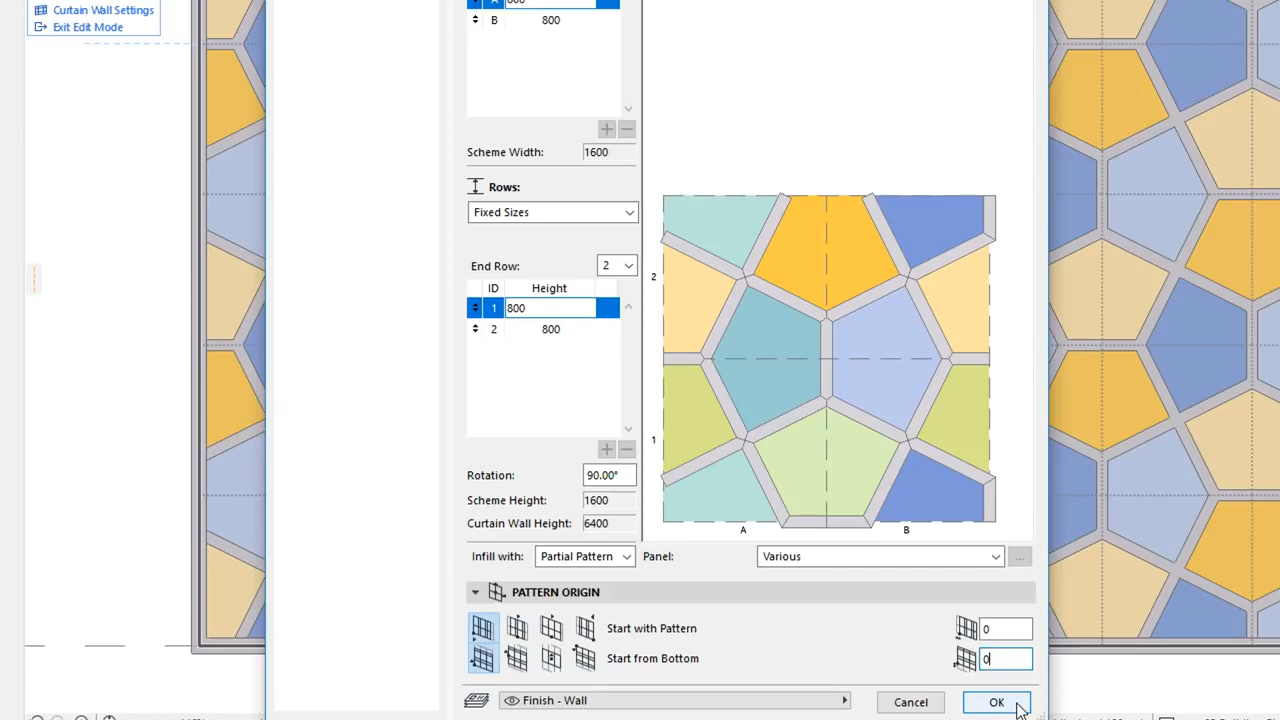 Curtain Wall Settings
Exit Edit Mode
A 800
B 800
Scheme Width: 1600
Rows:
Fixed Sizes
End Row: 2
ID Height
1 800
2 800
Rotation: 90.00°
Scheme Height: 1600
Curtain Wall Height: 6400
2
1
A B
Infill with: Partial Pattern Panel: Various ...
PATTERN ORIGIN
Start with Pattern 0
Start from Bottom 0
Finish - Wall Cancel OK